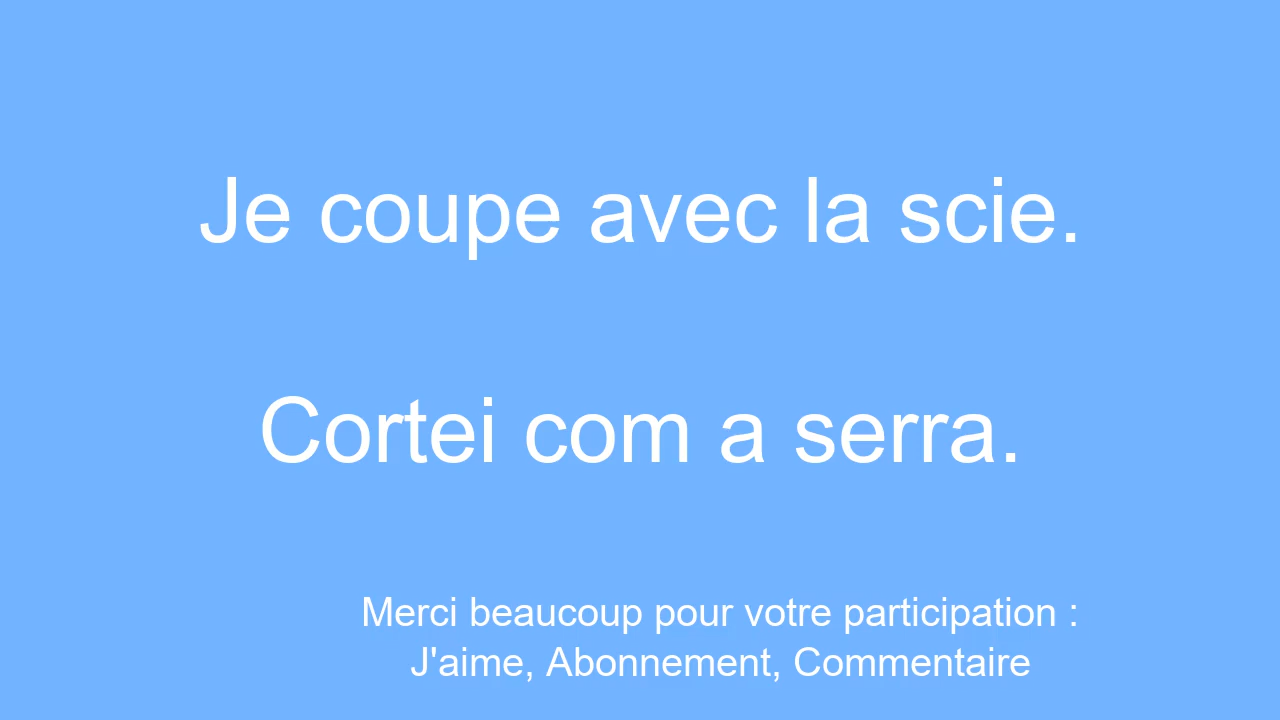 Je coupe avec la scie.
Cortei com a serra.
Merci beaucoup pour votre participation :
J'aime, Abonnement, Commentaire